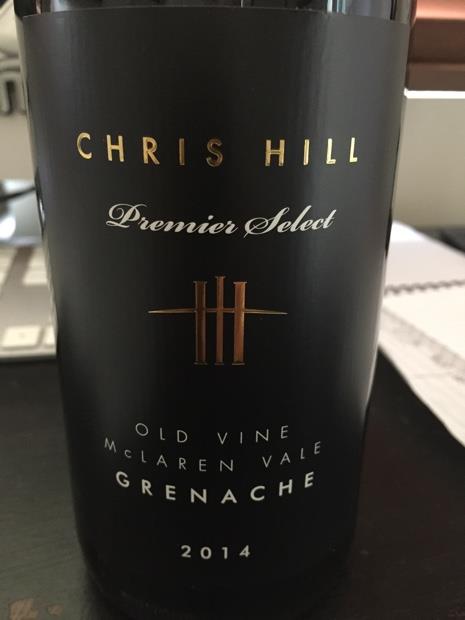 CHRIS HILL
Premier Select
OLD VINE
McLAREN VALE
GRENACHE
2014